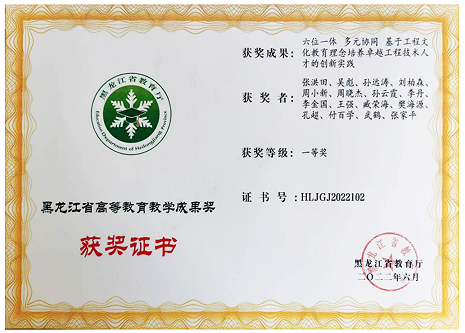 黑龙江省教育厅
Education Department of Heilongjiang Province
黑龙江省高等教育教学成果奖
获奖证书
获奖成果：六位一体 多元协同 基于工程文
化教育理念培养卓越工程技术人
才的创新实践
获 奖 者：张洪田、吴彪、孙远涛、刘柏森、
周小新、周晓杰、孙云霞、李丹、
李金国、王强、臧荣海、樊海源、
孔超、付百学、武鹤、张家平
获奖等级：一等奖
证 书 号：HLJGJ2022102
黑龙江省教育厅
二〇二二年六月